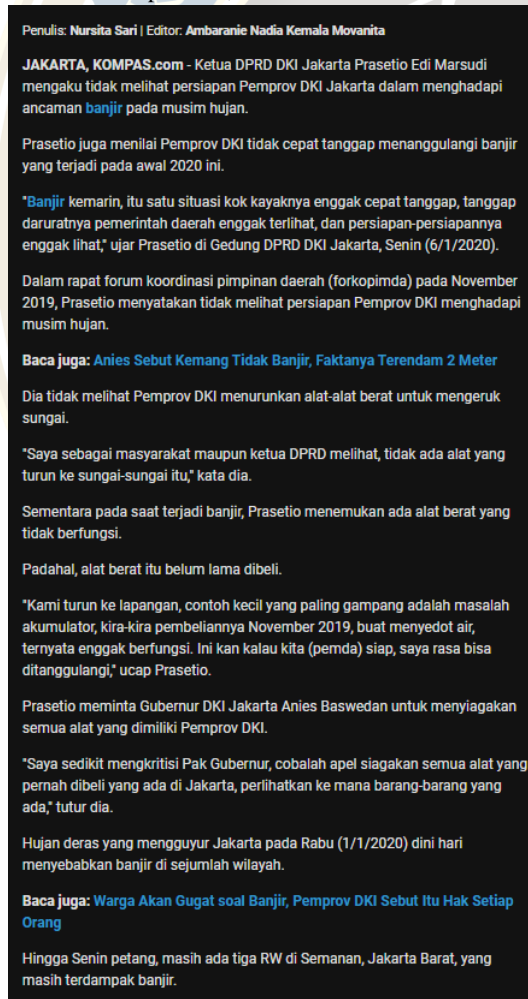 Penulis: Nursita Sari | Editor: Ambaranie Nadia Kemala Movanita
JAKARTA, KOMPAS.com - Ketua DPRD DKI Jakarta Prasetio Edi Marsudi
mengaku tidak melihat persiapan Pemprov DKI Jakarta dalam menghadapi
ancaman banjir pada musim hujan.
Prasetio juga menilai Pemprov DKI tidak cepat tanggap menanggulangi banjir
yang terjadi pada awal 2020 ini.
"Banjir kemarin, itu satu situasi kok kayaknya enggak cepat tanggap, tanggap
daruratnya pemerintah daerah enggak terlihat, dan persiapan-persiapannya
enggak lihat," ujar Prasetio di Gedung DPRD DKI Jakarta, Senin (6/1/2020).
Dalam rapat forum koordinasi pimpinan daerah (forkopimda) pada November
2019, Prasetio menyatakan tidak melihat persiapan Pemprov DKI menghadapi
musim hujan.
Baca juga: Anies Sebut Kemang Tidak Banjir, Faktanya Terendam 2 Meter
Dia tidak melihat Pemprov DKI menurunkan alat-alat berat untuk mengeruk
sungai.
"Saya sebagai masyarakat maupun ketua DPRD melihat, tidak ada alat yang
turun ke sungai-sungai itu," kata dia.
Sementara pada saat terjadi banjir, Prasetio menemukan ada alat berat yang
tidak berfungsi.
Padahal, alat berat itu belum lama dibeli.
"Kami turun ke lapangan, contoh kecil yang paling gampang adalah masalah
akumulator, kira-kira pembeliannya November 2019, buat menyedot air,
ternyata enggak berfungsi. Ini kan kalau kita (pemda) siap, saya rasa bisa
ditanggulangi," ucap Prasetio.
Prasetio meminta Gubernur DKI Jakarta Anies Baswedan untuk menyiagakan
semua alat yang dimiliki Pemprov DKI.
"Saya sedikit mengkritisi Pak Gubernur, cobalah apel siagakan semua alat yang
pernah dibeli yang ada di Jakarta, perlihatkan ke mana barang-barang yang
ada," tutur dia.
Hujan deras yang mengguyur Jakarta pada Rabu (1/1/2020) dini hari
menyebabkan banjir di sejumlah wilayah.
Baca juga: Warga Akan Gugat soal Banjir, Pemprov DKI Sebut Itu Hak Setiap
Orang
Hingga Senin petang, masih ada tiga RW di Semanan, Jakarta Barat, yang
masih terdampak banjir.